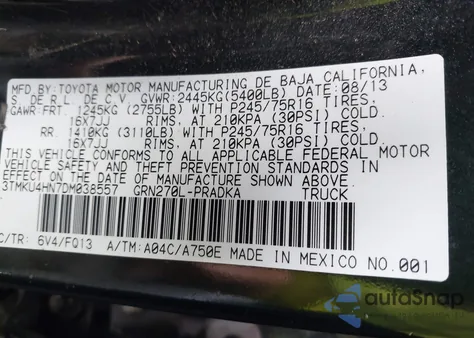 MFD.BY: TOYOTA MOTOR MANUFACTURING DE BAJA CALIFORNIA,
S. DE R.L. DE C.V. GVWR:2445KG(5400LB) DATE:08/13
GAWR:FRT. 1245KG(2755LB) WITH P245/75R16 TIRES,
16X7JJ RIMS, AT 210KPA(30PSI) COLD.
RR. 1410KG(3110LB) WITH P245/75R16 TIRES,
16X7JJ RIMS, AT 210KPA(30PSI) COLD.
THIS VEHICLE CONFORMS TO ALL APPLICABLE FEDERAL MOTOR
VEHICLE SAFETY AND THEFT PREVENTION STANDARDS IN
EFFECT ON THE DATE OF MANUFACTURE SHOWN ABOVE.
3TMKU4HN7DM038557 GRN270L-PRADKA TRUCK
C/TR: 6V4/FQ13 A/TM:A04C/A750E MADE IN MEXICO NO.001
autoSnap